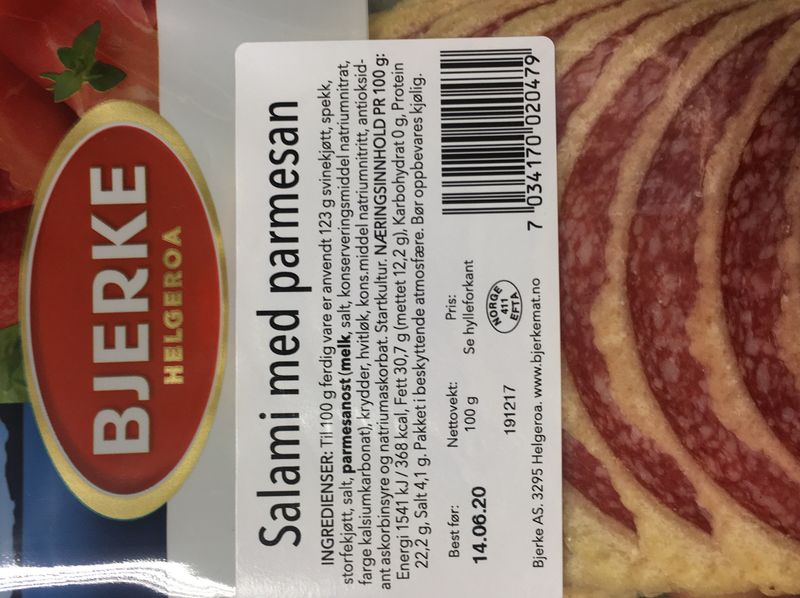 BJERKE
HELGEROA
Salami med parmesan
INGREDIENSER: Til 100 g ferdig vare er anvendt 123 g svinekjøtt, spekk,
storfekjøtt, salt, parmesanost (melk, salt, konserveringsmiddel natriumnitrat,
farge kalsiumkarbonat), krydder, hvitløk, kons.middel natriumnitritt, antioksid-
ant askorbinsyre og natriumaskorbat. Startkultur. NÆRINGSINNHOLD PR 100 g:
Energi 1541 kJ / 368 kcal, Fett 30,7 g (mettet 12,2 g), Karbohydrat 0 g, Protein
22,2 g, Salt 4,1 g. Pakket i beskyttende atmosfære. Bør oppbevares kjølig.
Best før:
14.06.20
Nettovekt:
100 g
Pris:
Se hylleforkant
191217
NORGE
411
EFTA
7 034170 020479
Bjerke AS. 3295 Helgeroa. www.bjerkemat.no